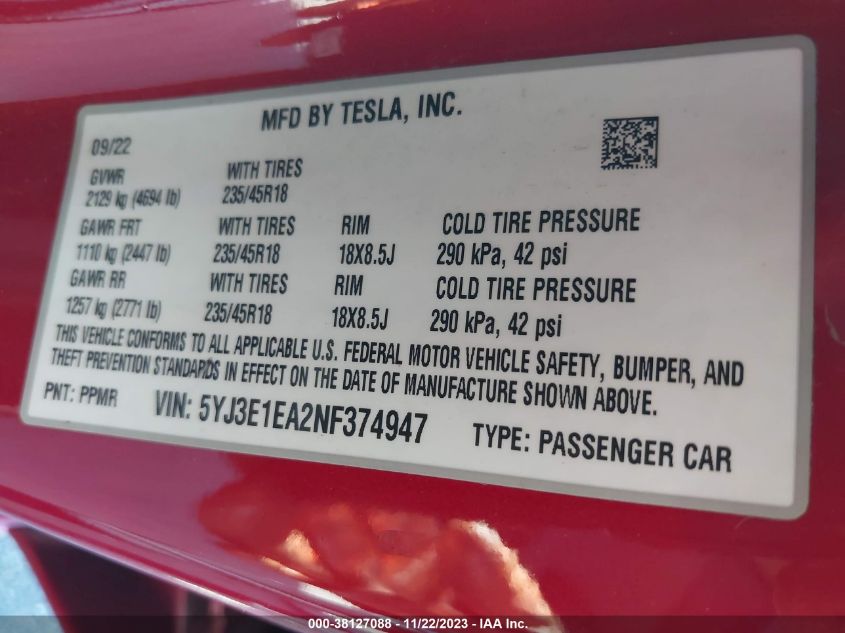 MFD BY TESLA, INC.
09/22
GVWR WITH TIRES
2129 kg (4694 lb) 235/45R18
GAWR FRT WITH TIRES RIM COLD TIRE PRESSURE
1110 kg (2447 lb) 235/45R18 18X8.5J 290 kPa, 42 psi
GAWR RR WITH TIRES RIM COLD TIRE PRESSURE
1257 kg (2771 lb) 235/45R18 18X8.5J 290 kPa, 42 psi
THIS VEHICLE CONFORMS TO ALL APPLICABLE U.S. FEDERAL MOTOR VEHICLE SAFETY, BUMPER, AND
THEFT PREVENTION STANDARDS IN EFFECT ON THE DATE OF MANUFACTURE SHOWN ABOVE.
PNT: PPMR VIN: 5YJ3E1EA2NF374947 TYPE: PASSENGER CAR
000-38127088 - 11/22/2023 - IAA Inc.